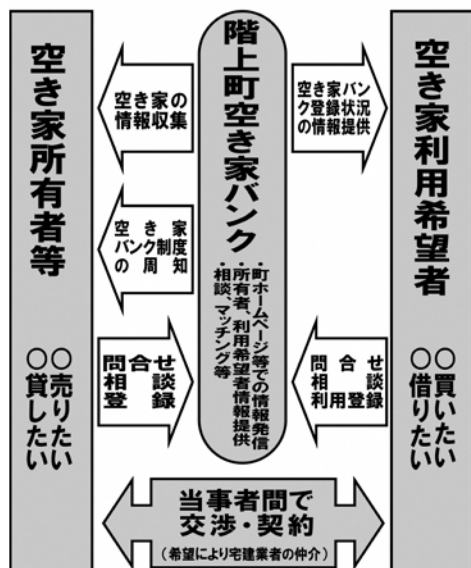 空き家所有者等
○売りたい
○貸したい
空き家の
情報収集
空き家
バンク制度
の周知
問合せ
相談
登録
階上町空き家バンク
・町ホームページ等での情報発信
・所有者、利用希望者情報提供
・相談、マッチング等
空き家バン
ク登録状況
の情報提供
問合せ
相談
利用登録
空き家利用希望者
○買いたい
○借りたい
当事者間で
交渉・契約
(希望により宅建業者の仲介)